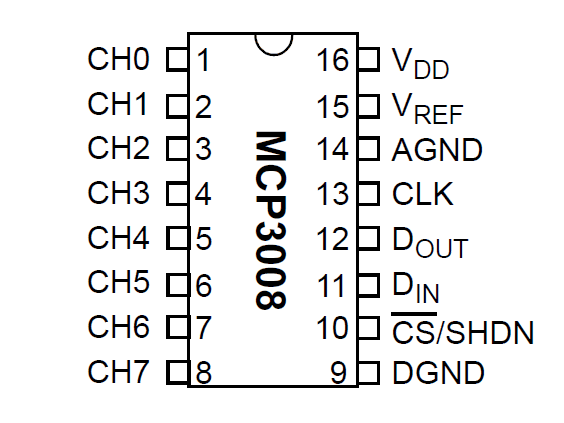 CH0 1 16 VDD
CH1 2 15 VREF
CH2 3 14 AGND
CH3 4 13 CLK
CH4 5 12 DOUT
CH5 6 11 DIN
CH6 7 10 CS/SHDN
CH7 8 9 DGND
MCP3008